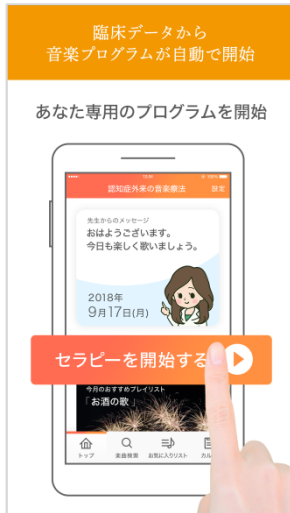 臨床データから
音楽プログラムが自動で開始
あなた専用のプログラムを開始
認知症外来の音楽療法
設定
先生からのメッセージ
おはようございます。
今日も楽しく歌いましょう。
2018年
9月17日(月)
セラピーを開始する
今月のおすすめプレイリスト
「お酒の歌」
トップ
楽曲検索
お気に入りリスト
カル